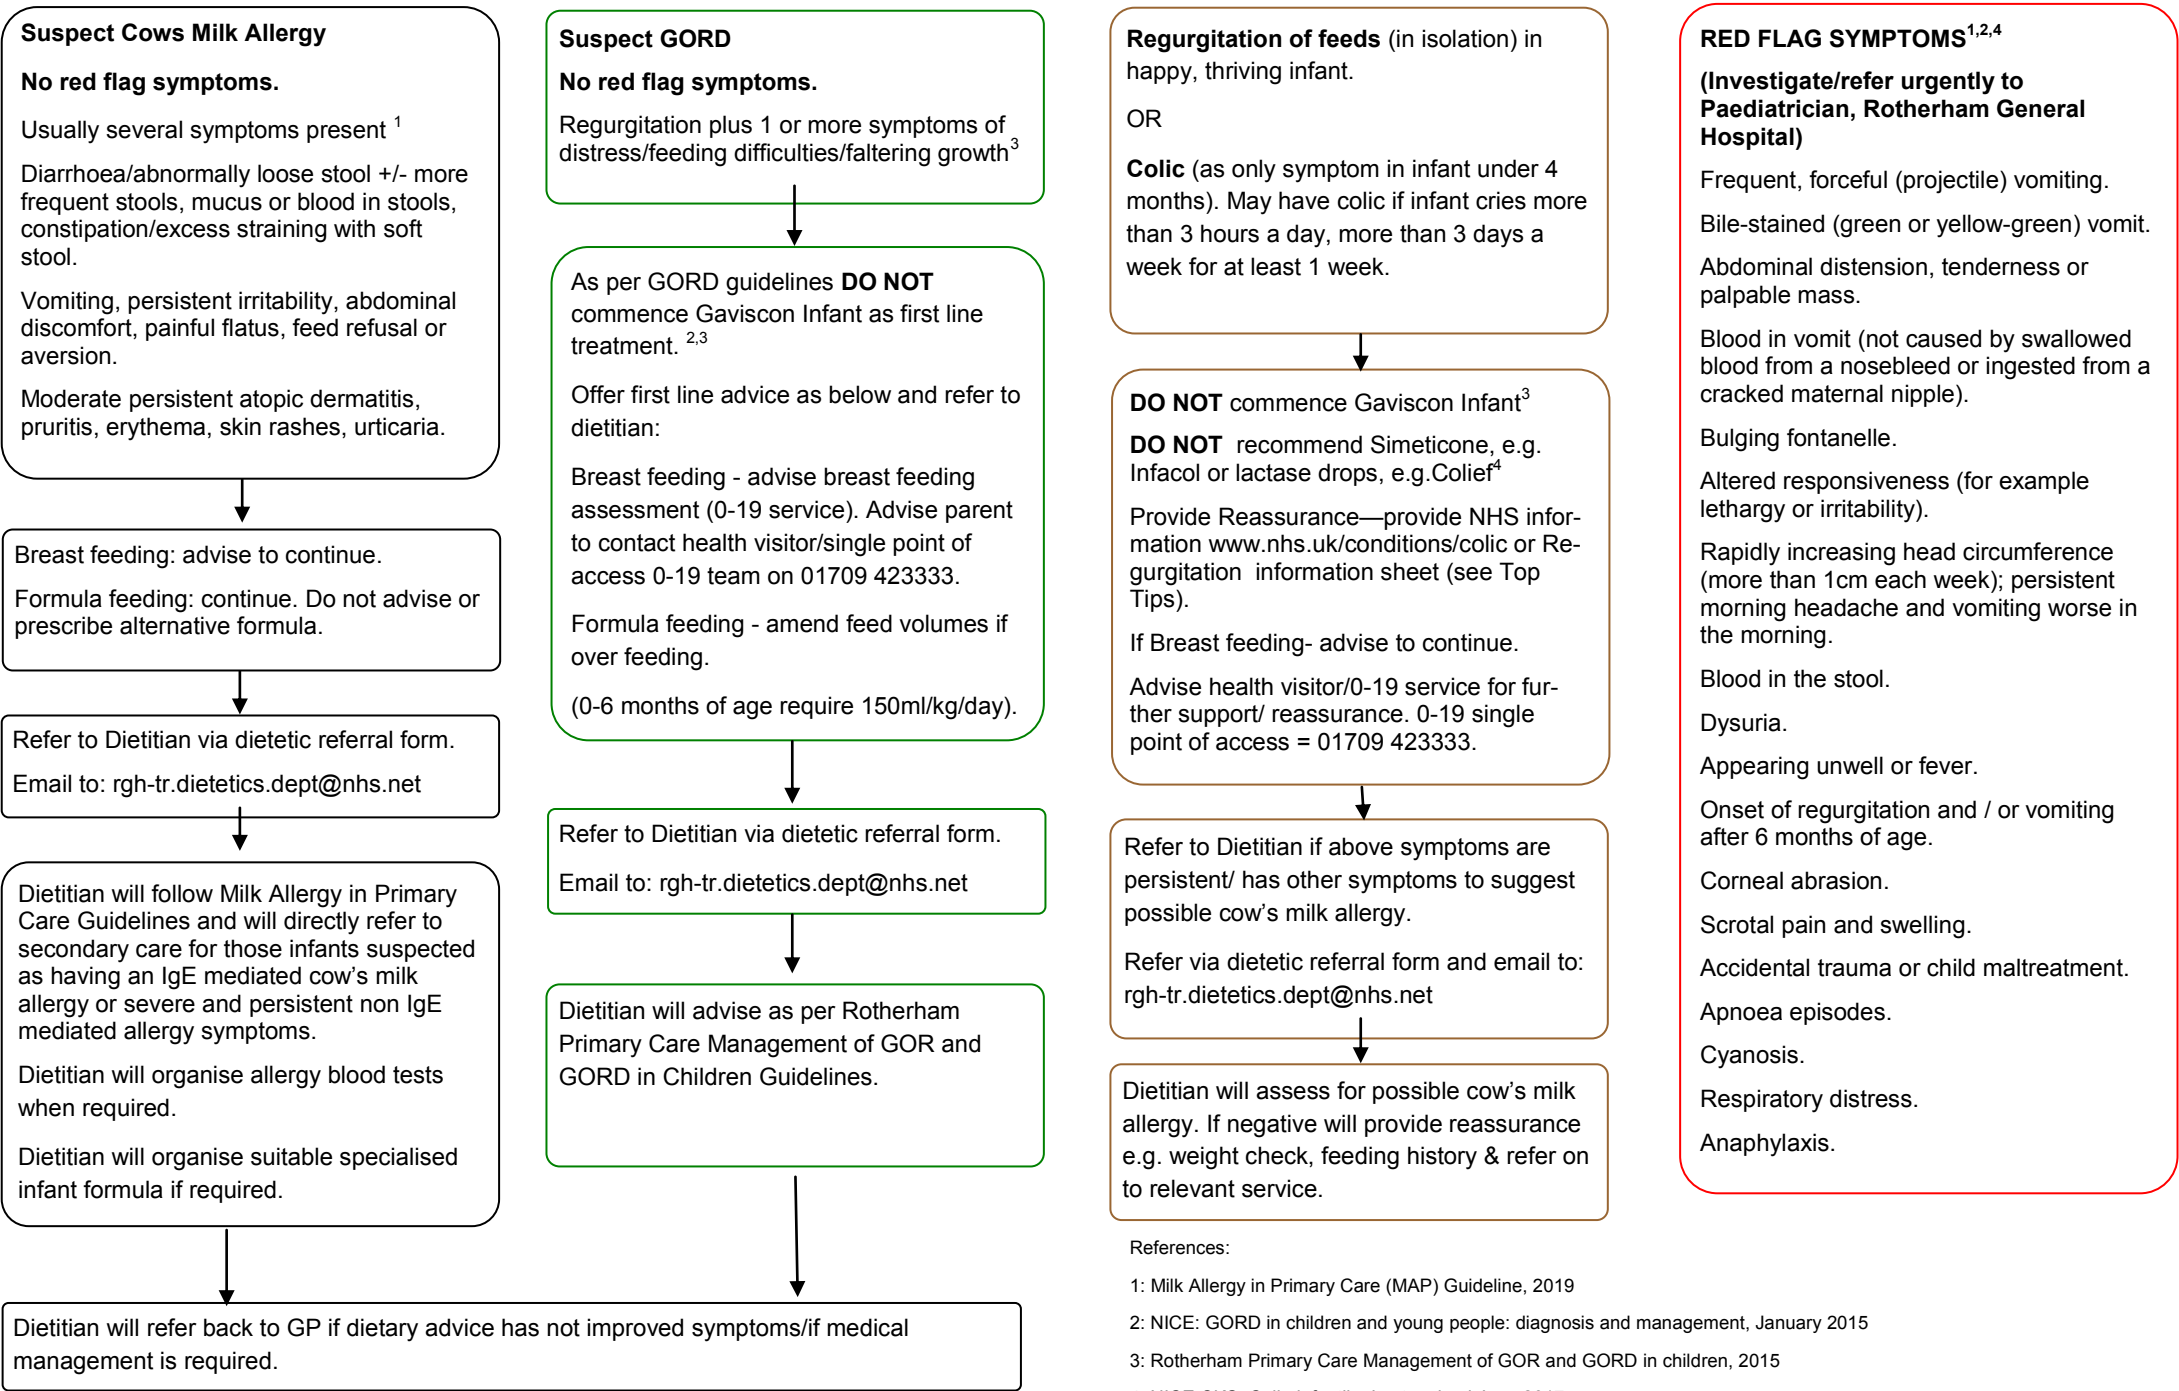 Suspect Cows Milk Allergy
No red flag symptoms.
Usually several symptoms present 1
Diarrhoea/abnormally loose stool +/- more
frequent stools, mucus or blood in stools,
constipation/excess straining with soft
stool.
Vomiting, persistent irritability, abdominal
discomfort, painful flatus, feed refusal or
aversion.
Moderate persistent atopic dermatitis,
pruritis, erythema, skin rashes, urticaria.
Breast feeding: advise to continue.
Formula feeding: continue. Do not advise or
prescribe alternative formula.
Refer to Dietitian via dietetic referral form.
Email to: rgh-tr.dietetics.dept@nhs.net
Dietitian will follow Milk Allergy in Primary
Care Guidelines and will directly refer to
secondary care for those infants suspected
as having an IgE mediated cow's milk
allergy or severe and persistent non IgE
mediated allergy symptoms.
Dietitian will organise allergy blood tests
when required.
Dietitian will organise suitable specialised
infant formula if required.
Suspect GORD
No red flag symptoms.
Regurgitation plus 1 or more symptoms of
distress/feeding difficulties/faltering growth3
As per GORD guidelines DO NOT
commence Gaviscon Infant as first line
treatment. 2,3
Offer first line advice as below and refer to
dietitian:
Breast feeding - advise breast feeding
assessment (0-19 service). Advise parent
to contact health visitor/single point of
access 0-19 team on 01709 423333.
Formula feeding - amend feed volumes if
over feeding.
(0-6 months of age require 150ml/kg/day).
Refer to Dietitian via dietetic referral form.
Email to: rgh-tr.dietetics.dept@nhs.net
Dietitian will advise as per Rotherham
Primary Care Management of GOR and
GORD in Children Guidelines.
Dietitian will refer back to GP if dietary advice has not improved symptoms/if medical
management is required.
Regurgitation of feeds (in isolation) in
happy, thriving infant.
OR
Colic (as only symptom in infant under 4
months). May have colic if infant cries more
than 3 hours a day, more than 3 days a
week for at least 1 week.
DO NOT commence Gaviscon Infant3
DO NOT recommend Simeticone, e.g.
Infacol or lactase drops, e.g.Colief4
Provide Reassurance—provide NHS infor-
mation www.nhs.uk/conditions/colic or Re-
gurgitation information sheet (see Top
Tips).
If Breast feeding- advise to continue.
Advise health visitor/0-19 service for fur-
ther support/ reassurance. 0-19 single
point of access = 01709 423333.
Refer to Dietitian if above symptoms are
persistent/ has other symptoms to suggest
possible cow's milk allergy.
Refer via dietetic referral form and email to:
rgh-tr.dietetics.dept@nhs.net
Dietitian will assess for possible cow's milk
allergy. If negative will provide reassurance
e.g. weight check, feeding history & refer on
to relevant service.
References:
1: Milk Allergy in Primary Care (MAP) Guideline, 2019
2: NICE: GORD in children and young people: diagnosis and management, January 2015
3: Rotherham Primary Care Management of GOR and GORD in children, 2015
RED FLAG SYMPTOMS1,2,4
(Investigate/refer urgently to
Paediatrician, Rotherham General
Hospital)
Frequent, forceful (projectile) vomiting.
Bile-stained (green or yellow-green) vomit.
Abdominal distension, tenderness or
palpable mass.
Blood in vomit (not caused by swallowed
blood from a nosebleed or ingested from a
cracked maternal nipple).
Bulging fontanelle.
Altered responsiveness (for example
lethargy or irritability).
Rapidly increasing head circumference
(more than 1cm each week); persistent
morning headache and vomiting worse in
the morning.
Blood in the stool.
Dysuria.
Appearing unwell or fever.
Onset of regurgitation and / or vomiting
after 6 months of age.
Corneal abrasion.
Scrotal pain and swelling.
Accidental trauma or child maltreatment.
Apnoea episodes.
Cyanosis.
Respiratory distress.
Anaphylaxis.